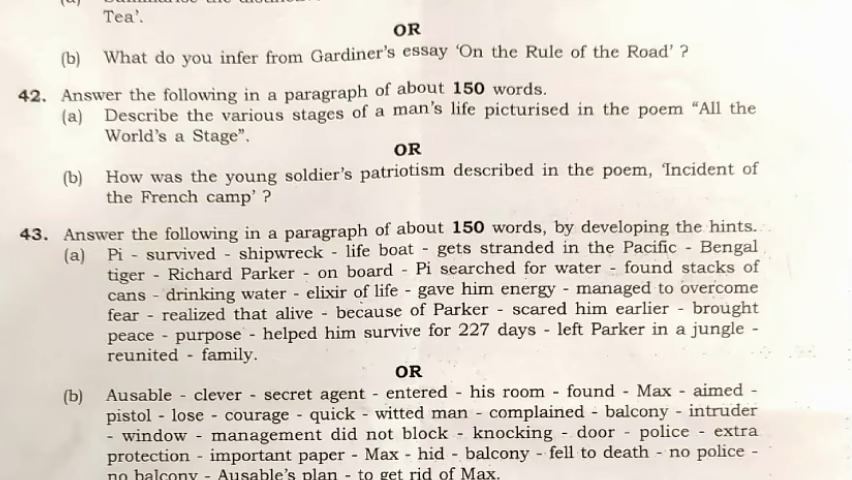 Tea'.
OR
(b) What do you infer from Gardiner's essay 'On the Rule of the Road' ?
42. Answer the following in a paragraph of about 150 words.
(a) Describe the various stages of a man's life picturised in the poem "All the
World's a Stage".
OR
(b) How was the young soldier's patriotism described in the poem, 'Incident of
the French camp' ?
43. Answer the following in a paragraph of about 150 words, by developing the hints.
(a) Pi - survived - shipwreck - life boat - gets stranded in the Pacific - Bengal
tiger - Richard Parker - on board - Pi searched for water - found stacks of
cans - drinking water - elixir of life - gave him energy - managed to overcome
fear - realized that alive - because of Parker - scared him earlier - brought
peace - purpose - helped him survive for 227 days - left Parker in a jungle -
reunited - family.
OR
(b) Ausable - clever - secret agent - entered - his room - found - Max - aimed -
pistol - lose - courage - quick - witted man - complained - balcony - intruder
- window - management did not block - knocking - door - police - extra
protection - important paper - Max - hid - balcony - fell to death - no police -
no balcony - Ausable's plan - to get rid of Max.